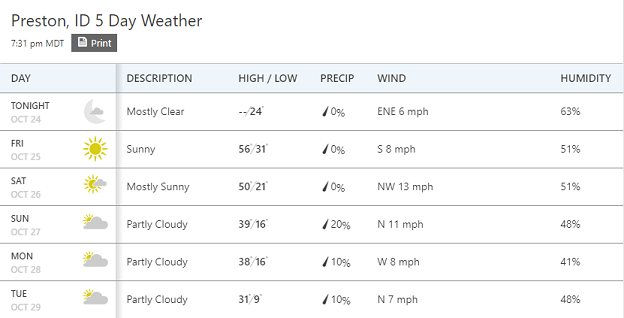 Preston, ID 5 Day Weather
7:31 pm MDT Print
DAY DESCRIPTION HIGH / LOW PRECIP WIND HUMIDITY
TONIGHT
OCT 24
Mostly Clear --/24° 0% ENE 6 mph 63%
FRI
OCT 25
Sunny 56/31° 0% S 8 mph 51%
SAT
OCT 26
Mostly Sunny 50°/21° 0% NW 13 mph 51%
SUN
OCT 27
Partly Cloudy 39°/16° 20% N 11 mph 48%
MON
OCT 28
Partly Cloudy 38°/16° 10% W 8 mph 41%
TUE
OCT 29
Partly Cloudy 31°/9° 10% N 7 mph 48%